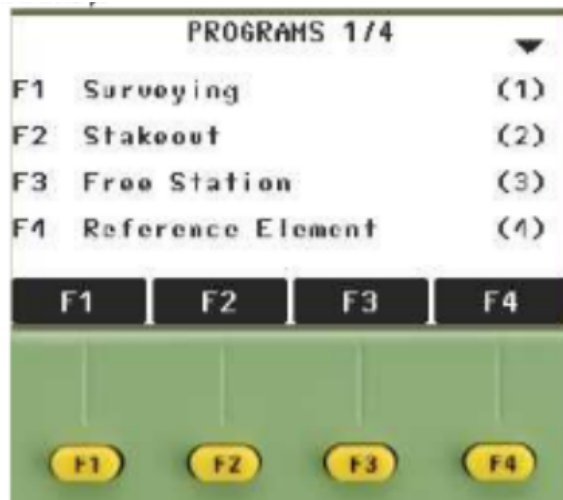 PROGRAMS 1/4
F1 Surveying (1)
F2 Stakeout (2)
F3 Free Station (3)
F4 Reference Element (4)
F1 F2 F3 F4
F1 F2 F3 F4